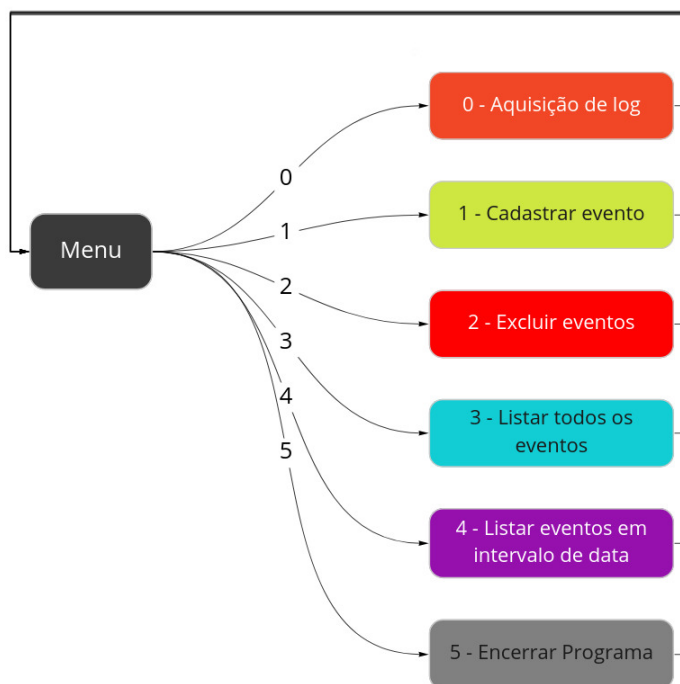 0 - Aquisição de log
0
1 - Cadastrar evento
1
Menu
2
2 - Excluir eventos
3
3 - Listar todos os
eventos
4
5
4 - Listar eventos em
intervalo de data
5 - Encerrar Programa